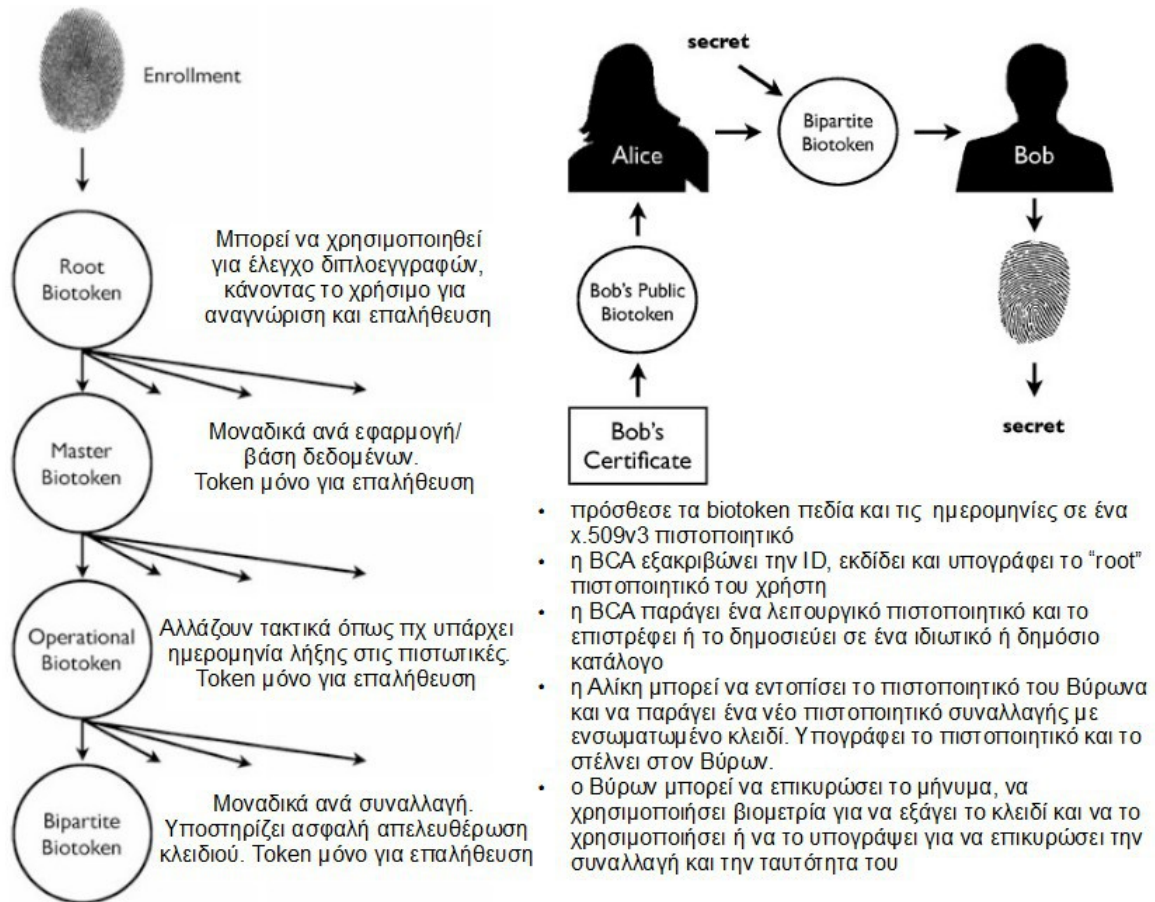 Enrollment
Root
Biotoken
Μπορεί να χρησιμοποιηθεί
για έλεγχο διπλοεγγραφών,
κάνοντας το χρήσιμο για
αναγνώριση και επαλήθευση
Master
Biotoken
Μοναδικά ανά εφαρμογή/
βάση δεδομένων.
Token μόνο για επαλήθευση
Operational
Biotoken
Αλλάζουν τακτικά όπως πχ υπάρχει
ημερομηνία λήξης στις πιστωτικές.
Token μόνο για επαλήθευση
Bipartite
Biotoken
Μοναδικά ανά συναλλαγή.
Υποστηρίζει ασφαλή απελευθέρωση
κλειδιού. Token μόνο για επαλήθευση
secret
Alice
Bipartite
Biotoken
Bob
Bob's Public
Biotoken
Bob's
Certificate
secret
• πρόσθεσε τα biotoken πεδία και τις ημερομηνίες σε ένα
x.509v3 πιστοποιητικό
• η BCA εξακριβώνει την ID, εκδίδει και υπογράφει το “root”
πιστοποιητικό του χρήστη
• η BCA παράγει ένα λειτουργικό πιστοποιητικό και το
επιστρέφει ή το δημοσιεύει σε ένα ιδιωτικό ή δημόσιο
κατάλογο
• η Αλίκη μπορεί να εντοπίσει το πιστοποιητικό του Βύρωνα
και να παράγει ένα νέο πιστοποιητικό συναλλαγής με
ενσωματωμένο κλειδί. Υπογράφει το πιστοποιητικό και το
στέλνει στον Βύρων.
• ο Βύρων μπορεί να επικυρώσει το μήνυμα, να
χρησιμοποιήσει βιομετρία για να εξάγει το κλειδί και να το
χρησιμοποιήσει ή να το υπογράψει για να επικυρώσει την
συναλλαγή και την ταυτότητα του